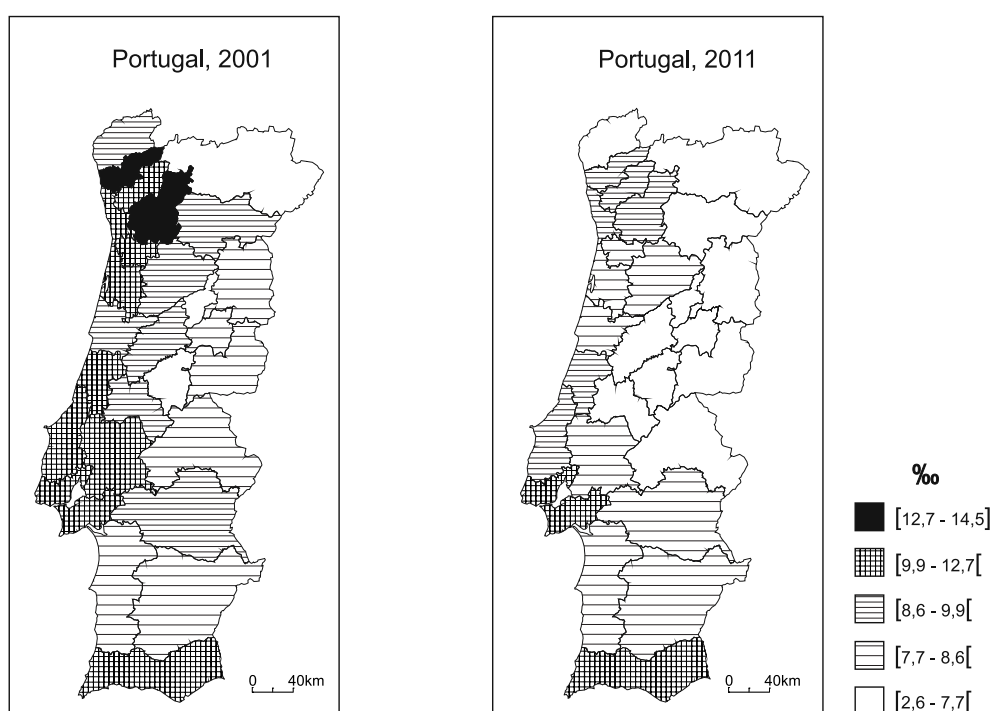 Portugal, 2001
Portugal, 2011
0 40km
0 40km
‰
[12,7 - 14,5]
[9,9 - 12,7[
[8,6 - 9,9[
[7,7 - 8,6[
[2,6 - 7,7[